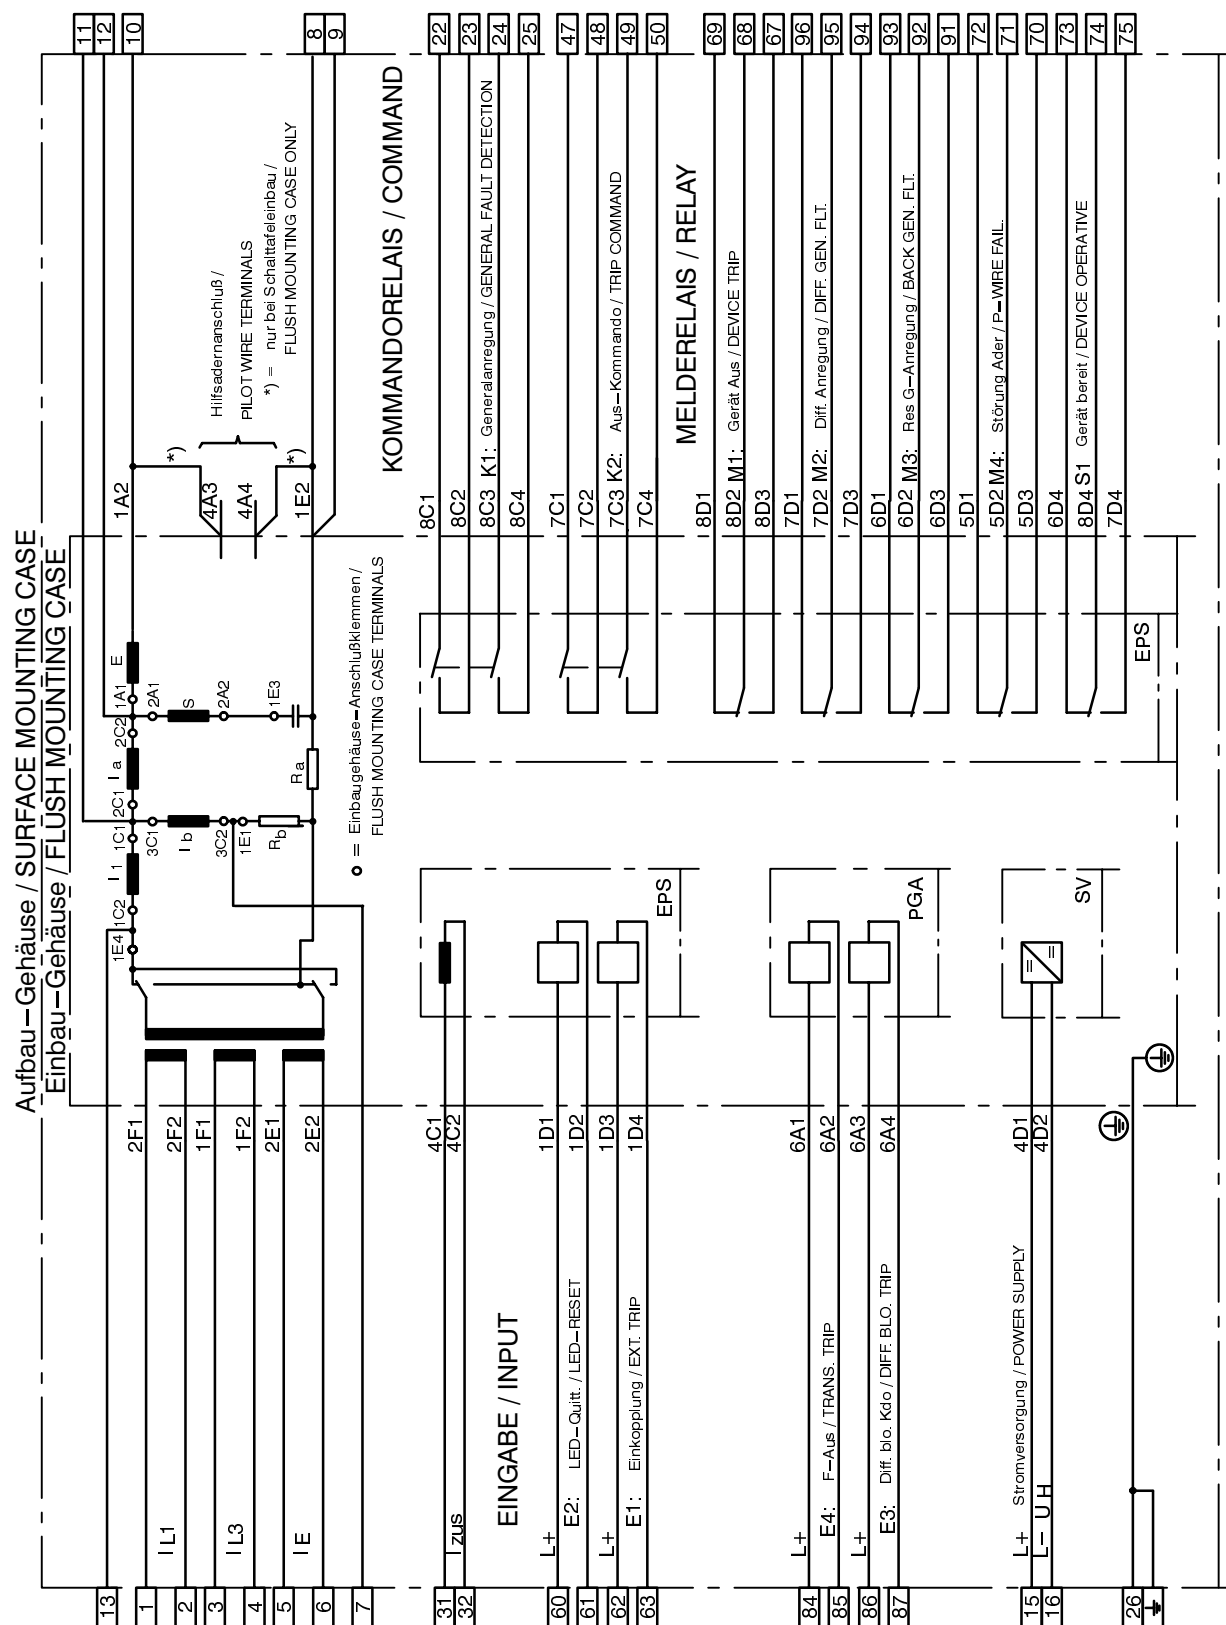 Aufbau–Gehäuse / SURFACE MOUNTING CASE
Einbau–Gehäuse / FLUSH MOUNTING CASE
11
12
10
8
9
22
23
24
25
47
48
49
50
69
68
67
96
95
94
93
92
91
72
71
70
73
74
75
Hilfsadernanschluß /
PILOT WIRE TERMINALS
*) = nur bei Schalttafeleinbau /
FLUSH MOUNTING CASE ONLY
*)
*)
1A2
4A3
4A4
1E2
KOMMANDORELAIS / COMMAND
K1: Generalanregung / GENERAL FAULT DETECTION
K2: Aus–Kommando / TRIP COMMAND
MELDERELAIS / RELAY
M1: Gerät Aus / DEVICE TRIP
M2: Diff. Anregung / DIFF. GEN. FLT.
M3: Res G–Anregung / BACK GEN. FLT.
M4: Störung Ader / P–WIRE FAIL.
S1 Gerät bereit / DEVICE OPERATIVE
8C1
8C2
8C3
8C4
7C1
7C2
7C3
7C4
8D1
8D2
8D3
7D1
7D2
7D3
6D1
6D2
6D3
5D1
5D2
5D3
6D4
8D4
7D4
E
1A1
2A1
S
2A2
1E3
2C2
I a
2C1
Ra
1C1
3C1
I b
3C2
1E1
Rb
I 1
1C2
1E4
o = Einbaugehäuse–Anschlußklemmen /
FLUSH MOUNTING CASE TERMINALS
EPS
EPS
PGA
SV
2F1
2F2
1F1
1F2
2E1
2E2
4C1
4C2
1D1
1D2
1D3
1D4
6A1
6A2
6A3
6A4
4D1
4D2
I L1
I L3
I E
I zus
EINGABE / INPUT
L+
E2: LED–Quitt. / LED–RESET
L+
E1: Einkopplung / EXT. TRIP
L+
E4: F–Aus / TRANS. TRIP
L+
E3: Diff. blo. Kdo / DIFF. BLO. TRIP
L+ Stromversorgung / POWER SUPPLY
L– U H
13
1
2
3
4
5
6
7
31
32
60
61
62
63
84
85
86
87
15
16
26